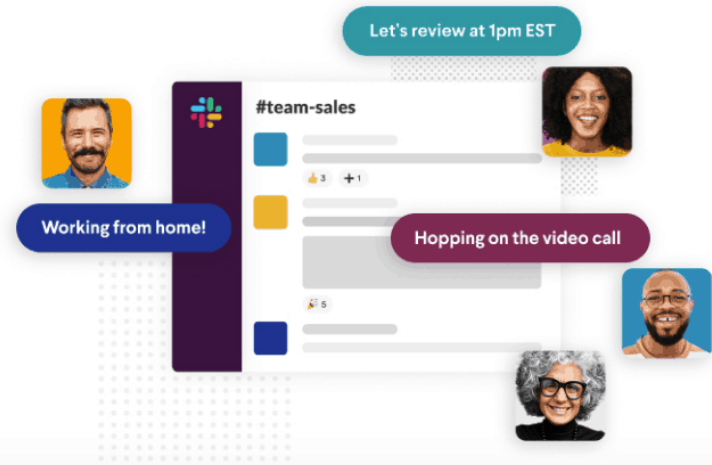 Let's review at 1pm EST
#team-sales
👍 3 ➕ 1
Working from home!
Hopping on the video call
🎉 5